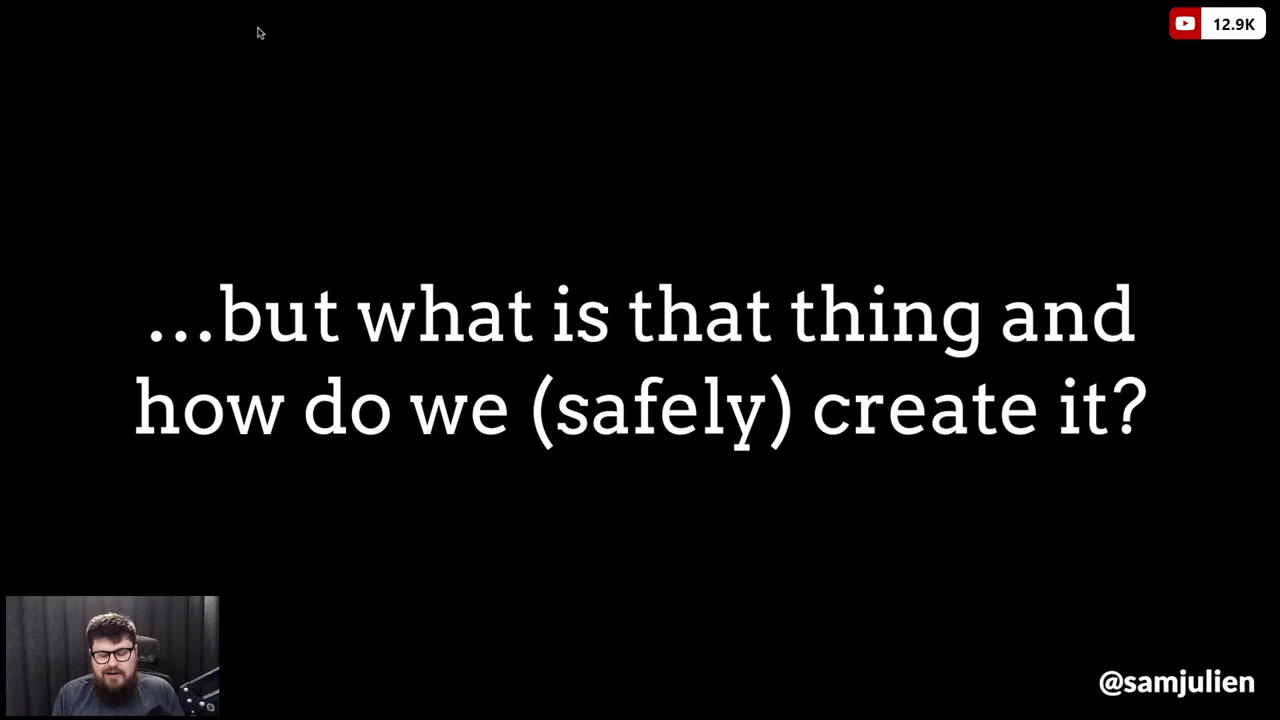 12.9K
...but what is that thing and
how do we (safely) create it?
@samjulien